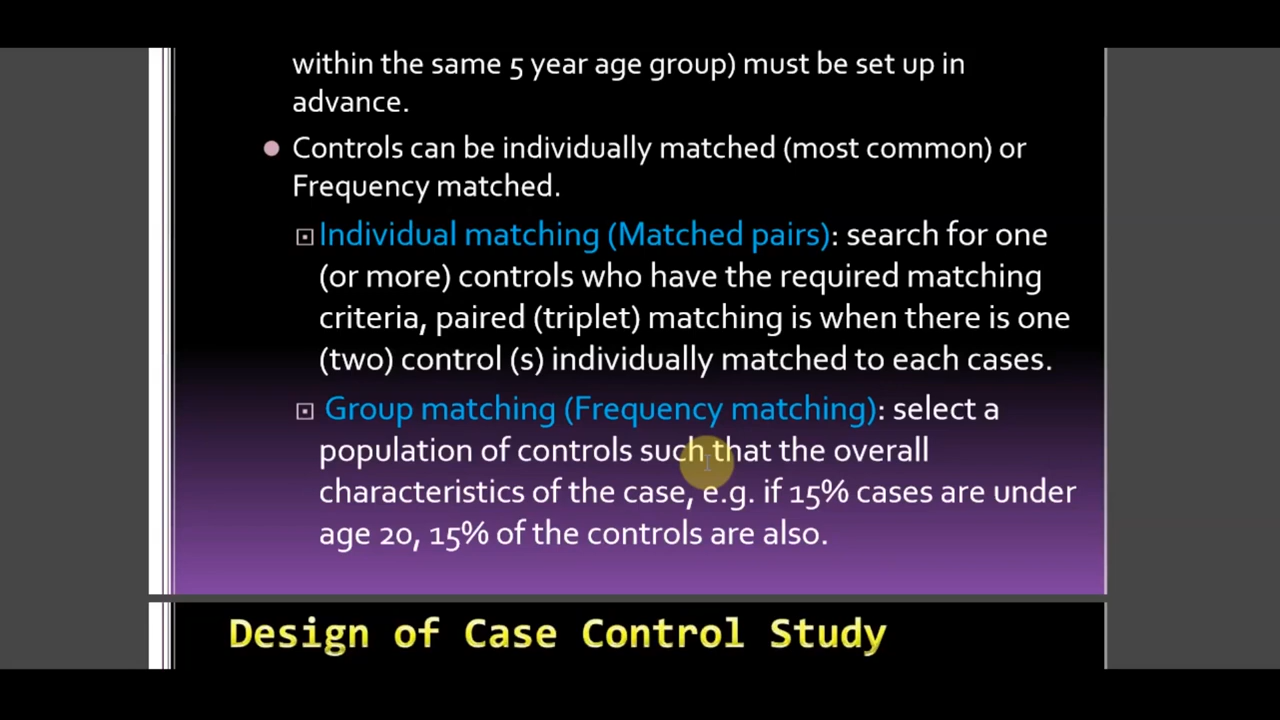 within the same 5 year age group) must be set up in
advance.
Controls can be individually matched (most common) or
Frequency matched.
Individual matching (Matched pairs): search for one
(or more) controls who have the required matching
criteria, paired (triplet) matching is when there is one
(two) control (s) individually matched to each cases.
Group matching (Frequency matching): select a
population of controls such that the overall
characteristics of the case, e.g. if 15% cases are under
age 20, 15% of the controls are also.
Design of Case Control Study